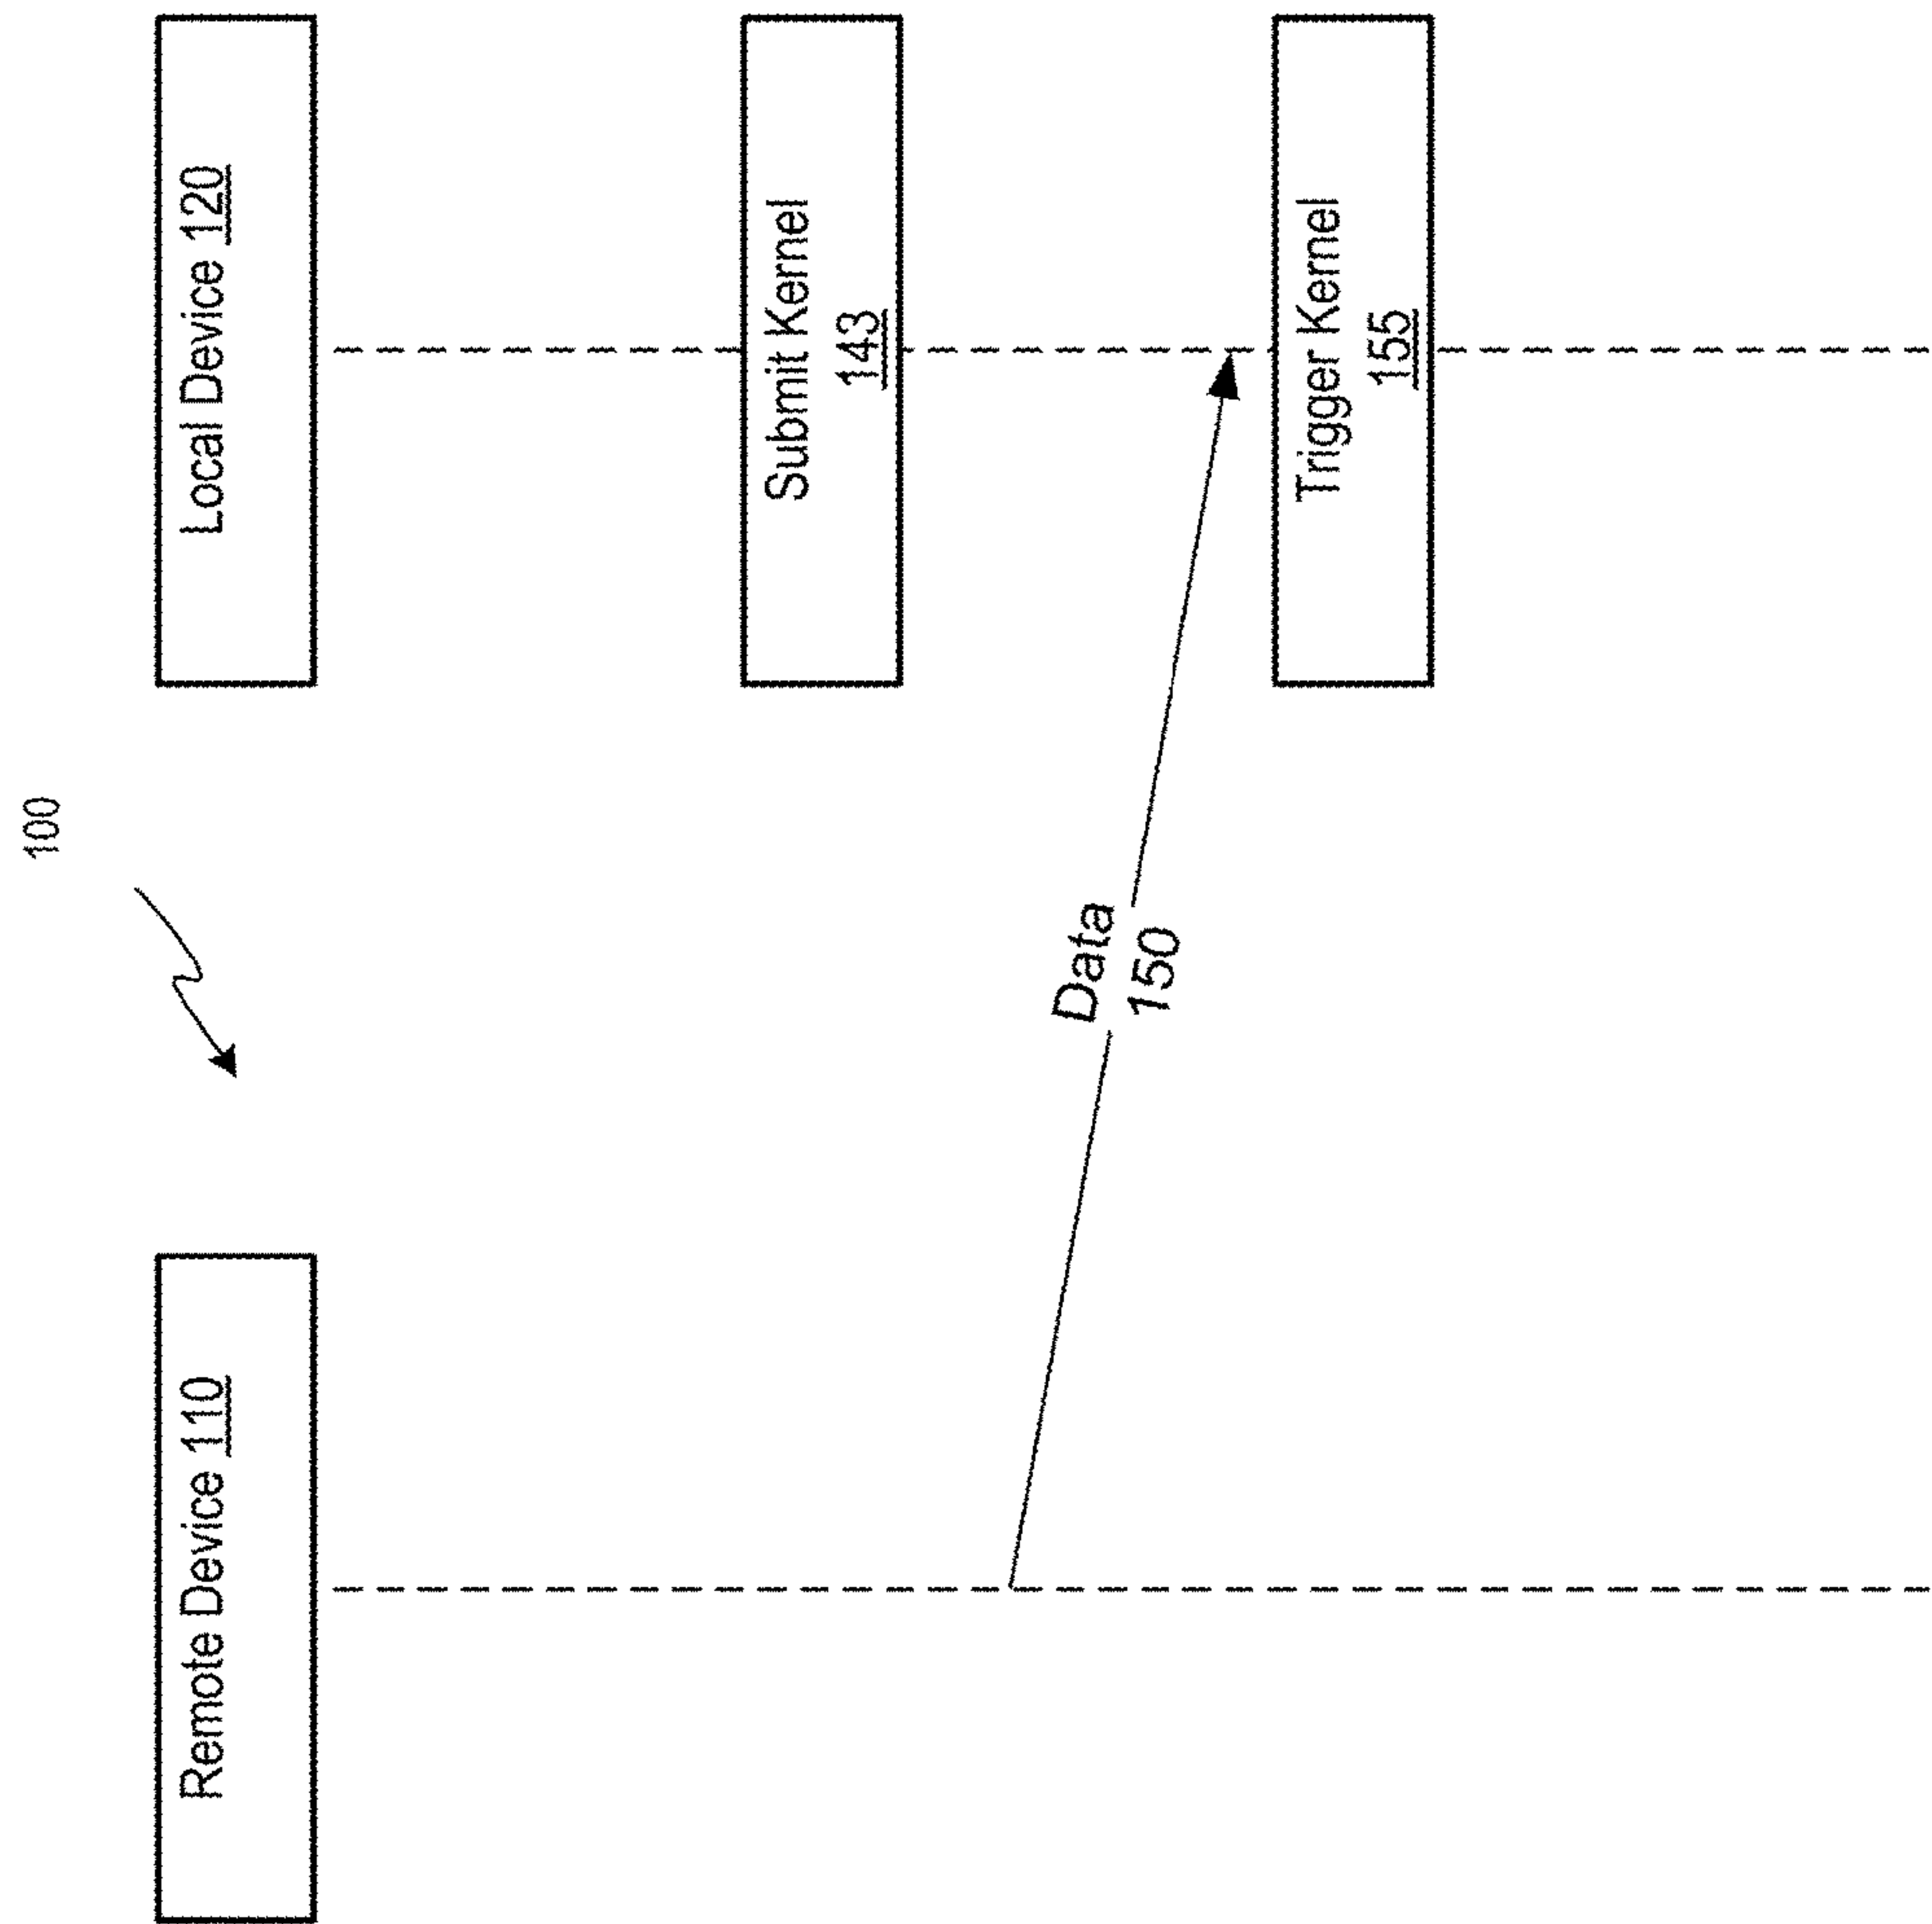 100
Remote Device 110
Local Device 120
Submit Kernel
143
Data
150
Trigger Kernel
155